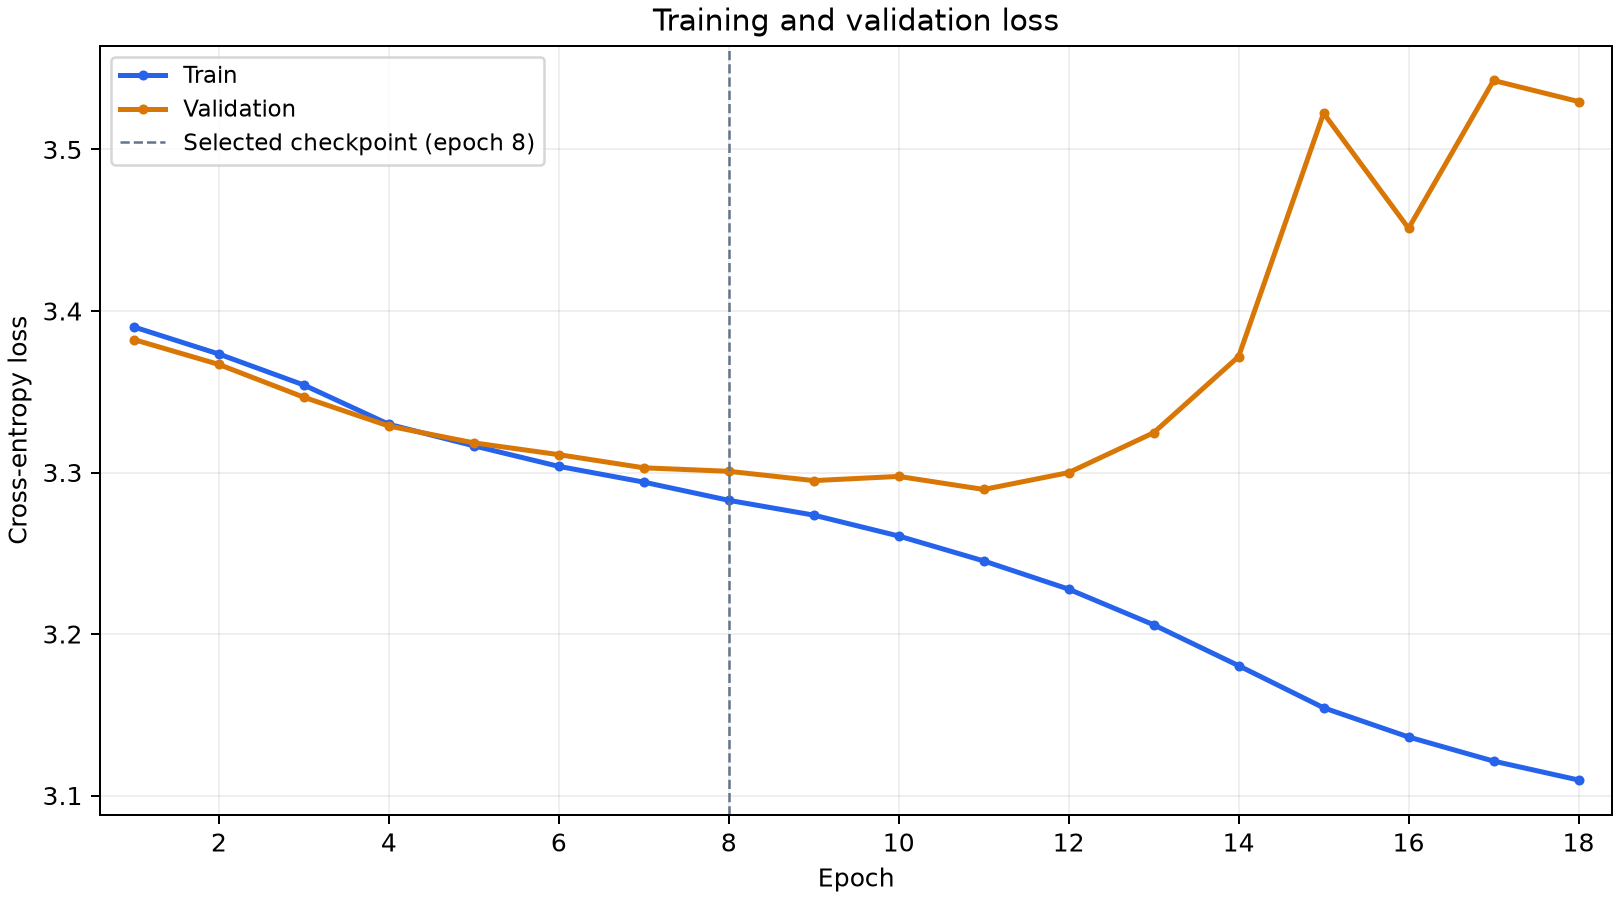 Training and validation loss
Train
Validation
Selected checkpoint (epoch 8)
Cross-entropy loss
3.5
3.4
3.3
3.2
3.1
2 4 6 8 10 12 14 16 18
Epoch